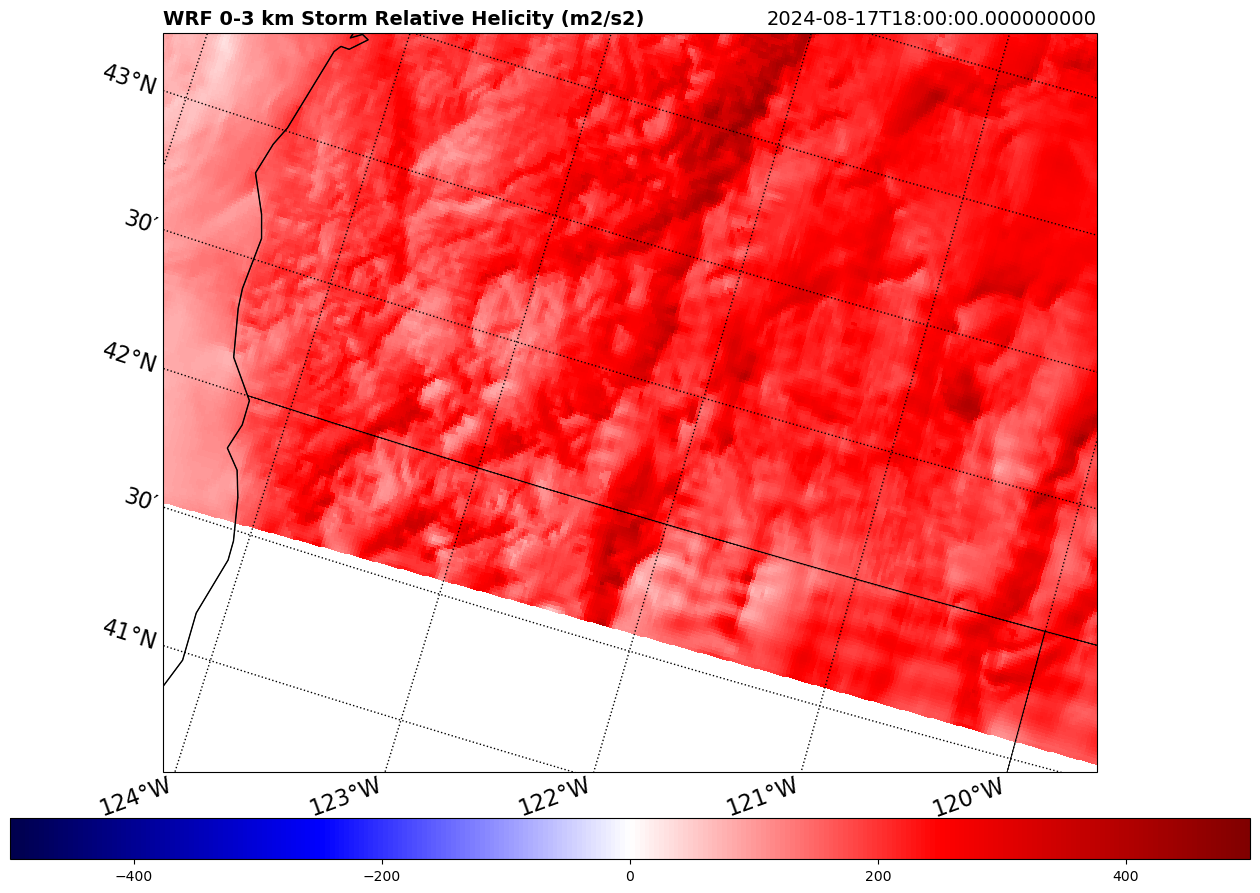 WRF 0-3 km Storm Relative Helicity (m2/s2) 2024-08-17T18:00:00.000000000
43°N
30′
42°N
30′
41°N
124°W 123°W 122°W 121°W 120°W
−400 −200 0 200 400